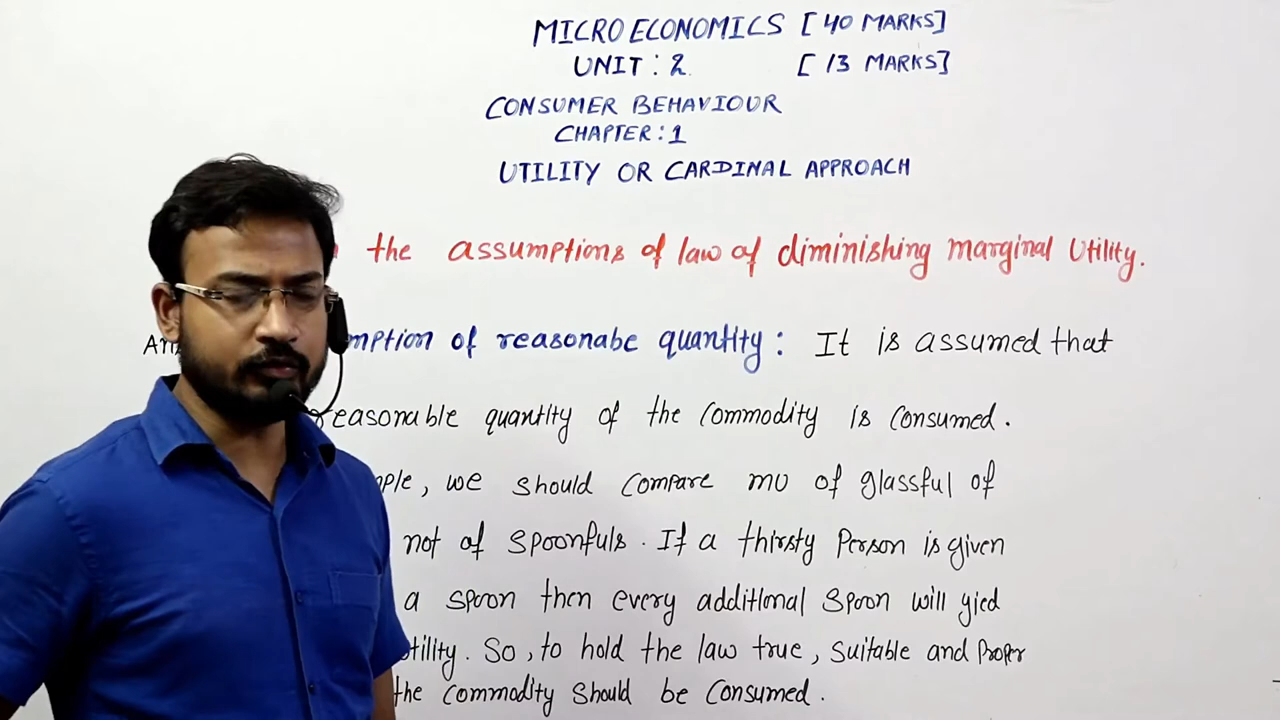 MICRO ECONOMICS [40 MARKS]
UNIT : 2 [13 MARKS]
CONSUMER BEHAVIOUR
CHAPTER : 1
UTILITY OR CARDINAL APPROACH
the assumptions of law of diminishing marginal Utility.
mption of reasonabe quantity : It is assumed that
reasonable quantity of the Commodity is Consumed.
ple, we should Compare mu of glassful of
not of spoonfuls. If a thirsty Person is given
a spoon then every additional spoon will yied
tility. So, to hold the law true, suitable and Proper
the Commodity should be Consumed.